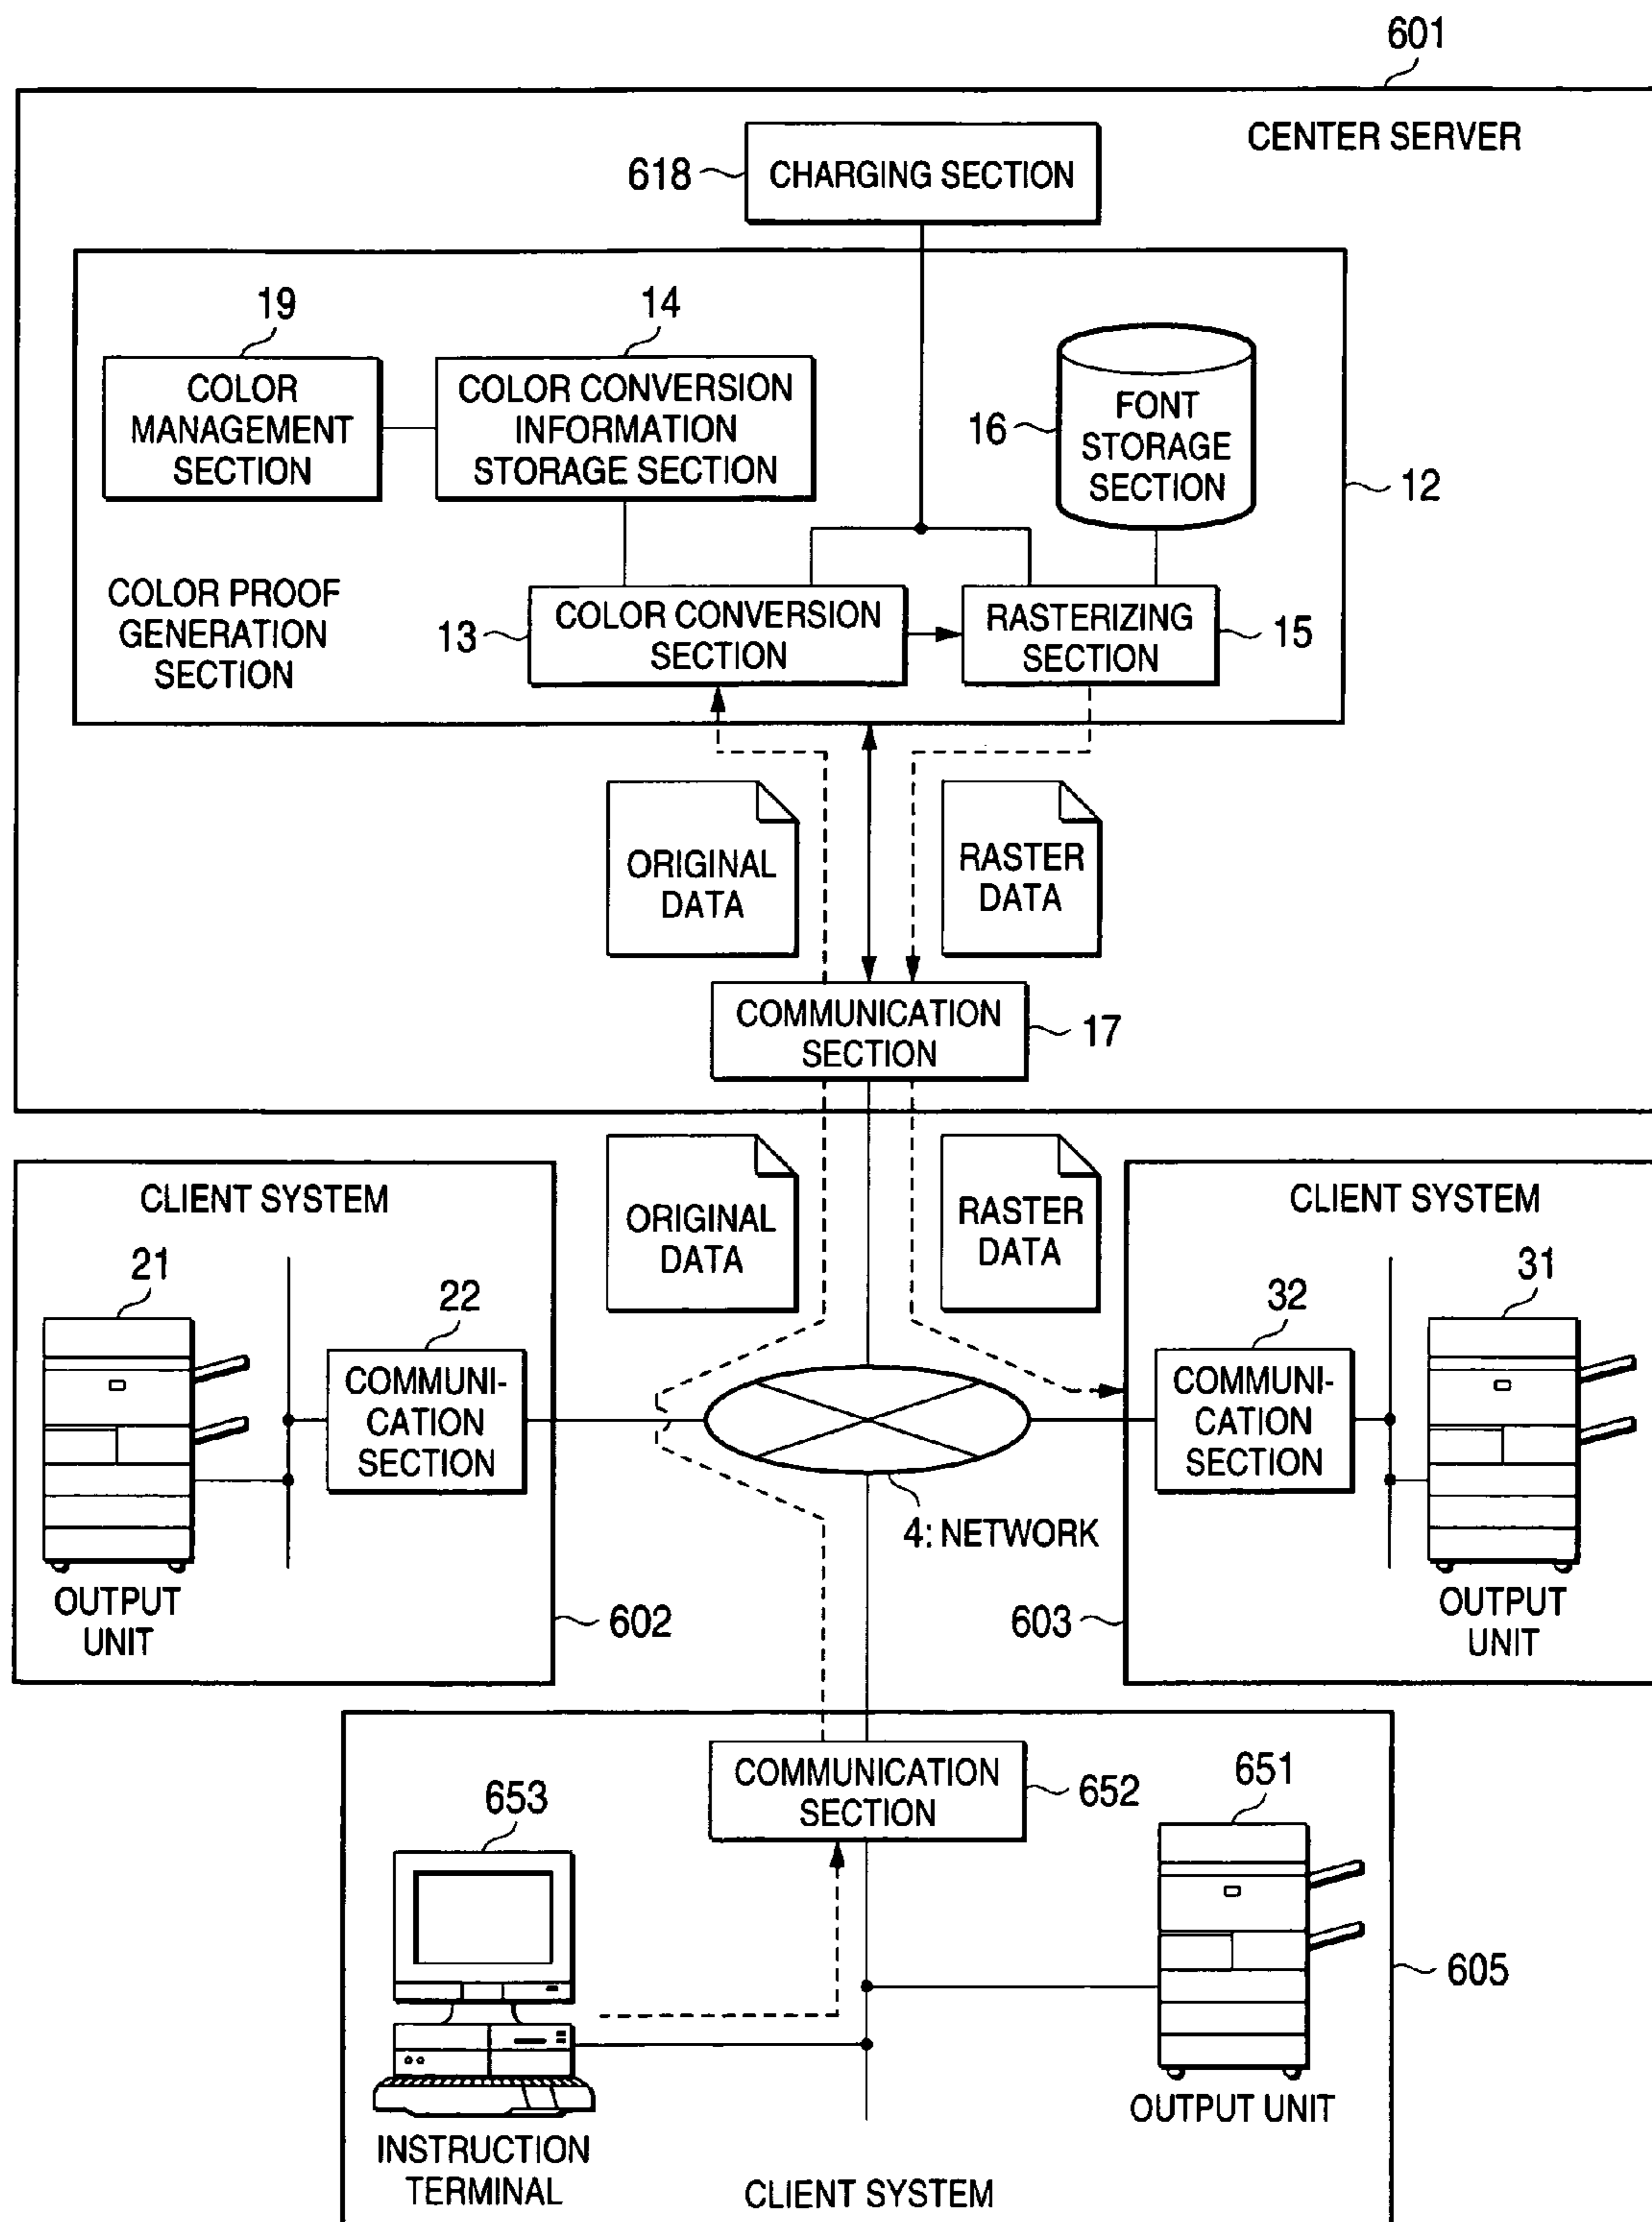 601
CENTER SERVER
618
CHARGING SECTION
19
14
COLOR
MANAGEMENT
SECTION
COLOR CONVERSION
INFORMATION
STORAGE SECTION
16
FONT
STORAGE
SECTION
12
COLOR PROOF
GENERATION
SECTION
13
COLOR CONVERSION
SECTION
RASTERIZING
SECTION
15
ORIGINAL
DATA
RASTER
DATA
COMMUNICATION
SECTION
17
ORIGINAL
DATA
RASTER
DATA
CLIENT SYSTEM
21
22
COMMUNI-
CATION
SECTION
OUTPUT
UNIT
602
4: NETWORK
CLIENT SYSTEM
32
31
COMMUNI-
CATION
SECTION
603
OUTPUT
UNIT
COMMUNICATION
SECTION
652
653
651
605
INSTRUCTION
TERMINAL
OUTPUT UNIT
CLIENT SYSTEM